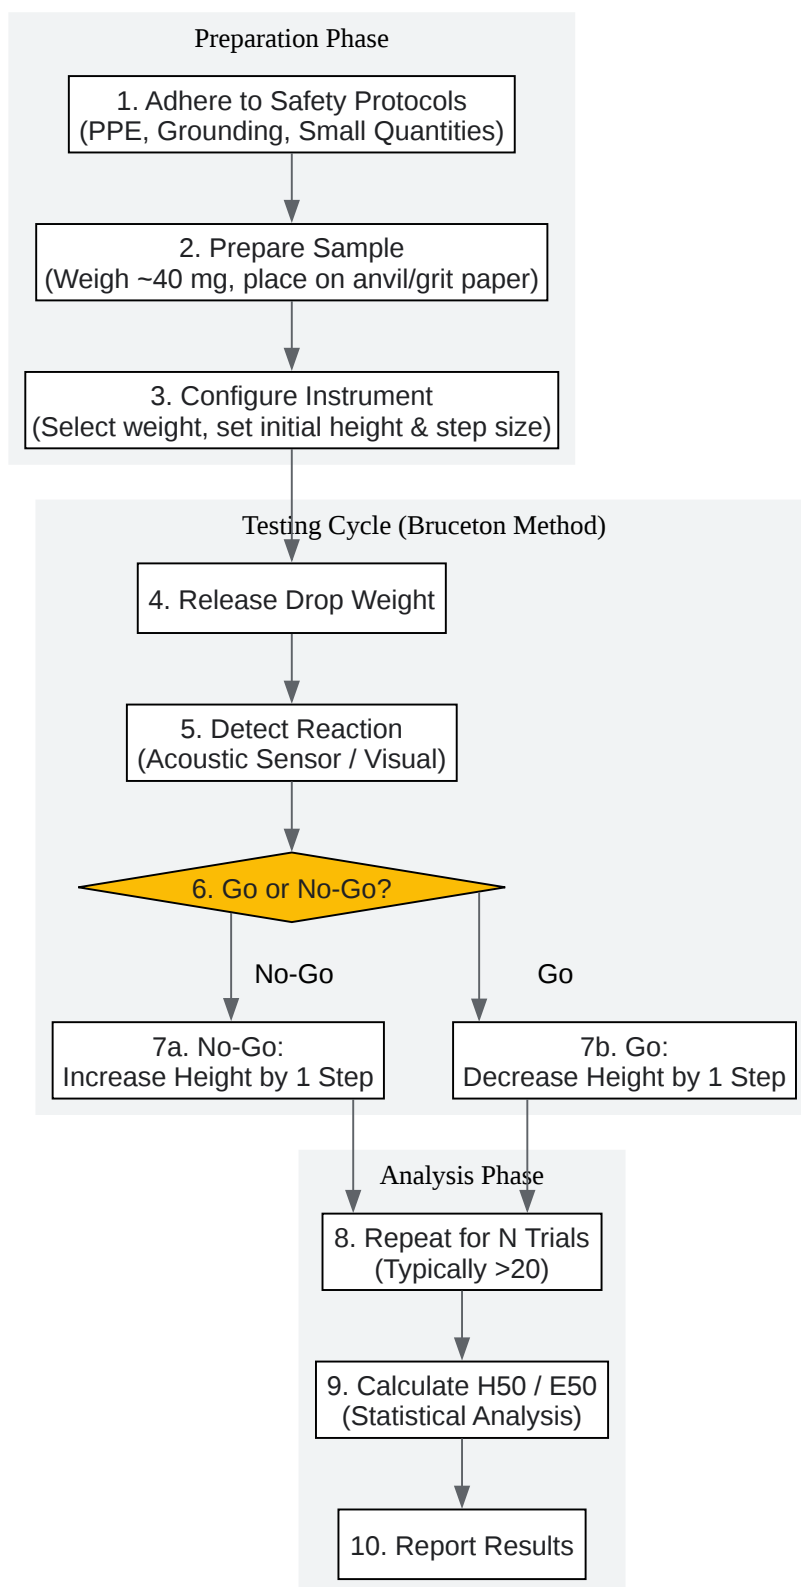 Preparation Phase
1. Adhere to Safety Protocols
(PPE, Grounding, Small Quantities)
2. Prepare Sample
(Weigh ~40 mg, place on anvil/grit paper)
3. Configure Instrument
(Select weight, set initial height & step size)
Testing Cycle (Bruceton Method)
4. Release Drop Weight
5. Detect Reaction
(Acoustic Sensor / Visual)
6. Go or No-Go?
No-Go
Go
7a. No-Go:
Increase Height by 1 Step
7b. Go:
Decrease Height by 1 Step
Analysis Phase
8. Repeat for N Trials
(Typically >20)
9. Calculate H50 / E50
(Statistical Analysis)
10. Report Results